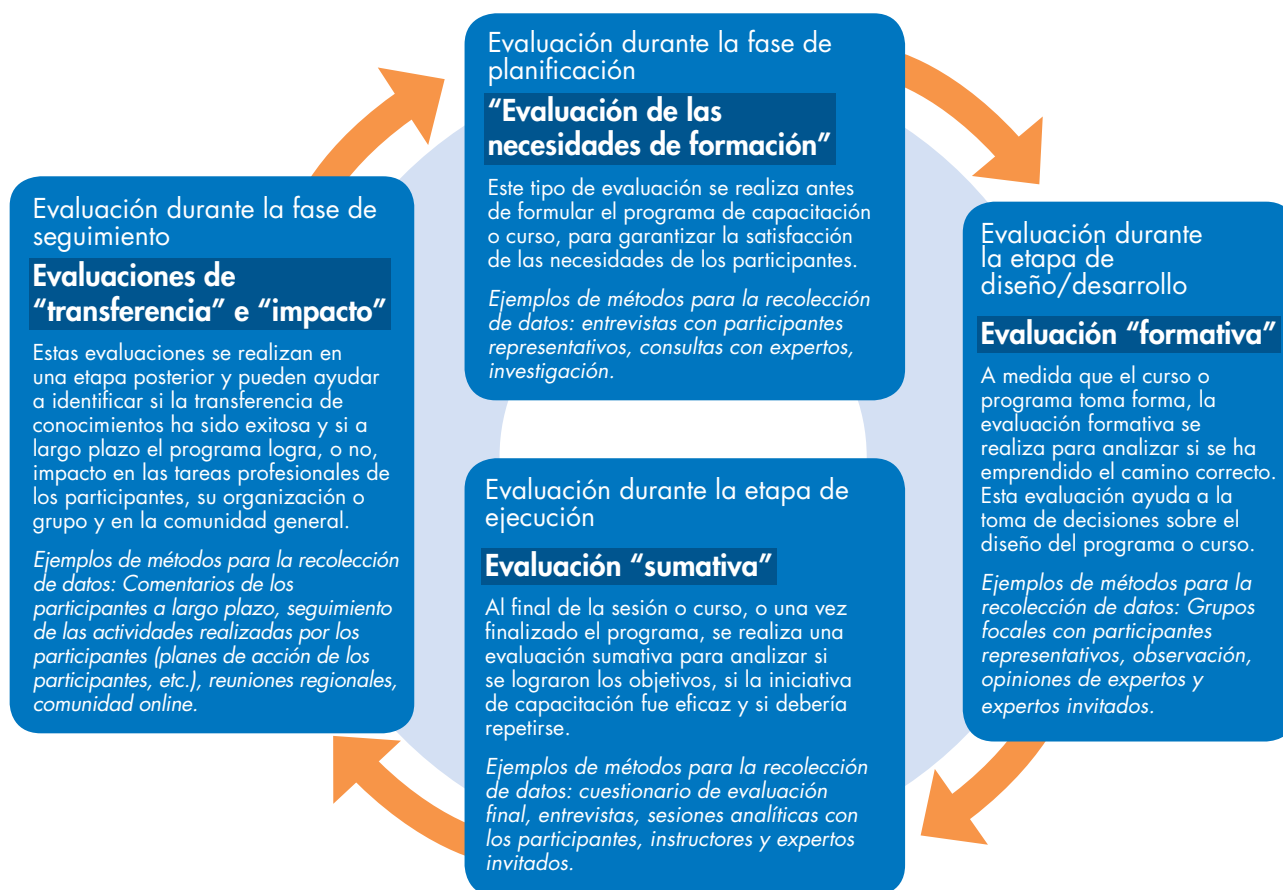 Evaluación durante la fase de
planificación
“Evaluación de las
necesidades de formación”
Este tipo de evaluación se realiza antes
de formular el programa de capacitación
o curso, para garantizar la satisfacción
de las necesidades de los participantes.
Ejemplos de métodos para la recolección
de datos: entrevistas con participantes
representativos, consultas con expertos,
investigación.
Evaluación durante
la etapa de
diseño/desarrollo
Evaluación “formativa”
A medida que el curso o
programa toma forma, la
evaluación formativa se
realiza para analizar si se ha
emprendido el camino correcto.
Esta evaluación ayuda a la
toma de decisiones sobre el
diseño del programa o curso.
Ejemplos de métodos para la
recolección de datos: Grupos
focales con participantes
representativos, observación,
opiniones de expertos y
expertos invitados.
Evaluación durante la etapa de
ejecución
Evaluación “sumativa”
Al final de la sesión o curso, o una vez
finalizado el programa, se realiza una
evaluación sumativa para analizar si
se lograron los objetivos, si la iniciativa
de capacitación fue eficaz y si debería
repetirse.
Ejemplos de métodos para la recolección
de datos: cuestionario de evaluación
final, entrevistas, sesiones analíticas con
los participantes, instructores y expertos
invitados.
Evaluación durante la fase de
seguimiento
Evaluaciones de
“transferencia” e “impacto”
Estas evaluaciones se realizan en
una etapa posterior y pueden ayudar
a identificar si la transferencia de
conocimientos ha sido exitosa y si a
largo plazo el programa logra, o no,
impacto en las tareas profesionales de
los participantes, su organización o
grupo y en la comunidad general.
Ejemplos de métodos para la recolección
de datos: Comentarios de los
participantes a largo plazo, seguimiento
de las actividades realizadas por los
participantes (planes de acción de los
participantes, etc.), reuniones regionales,
comunidad online.